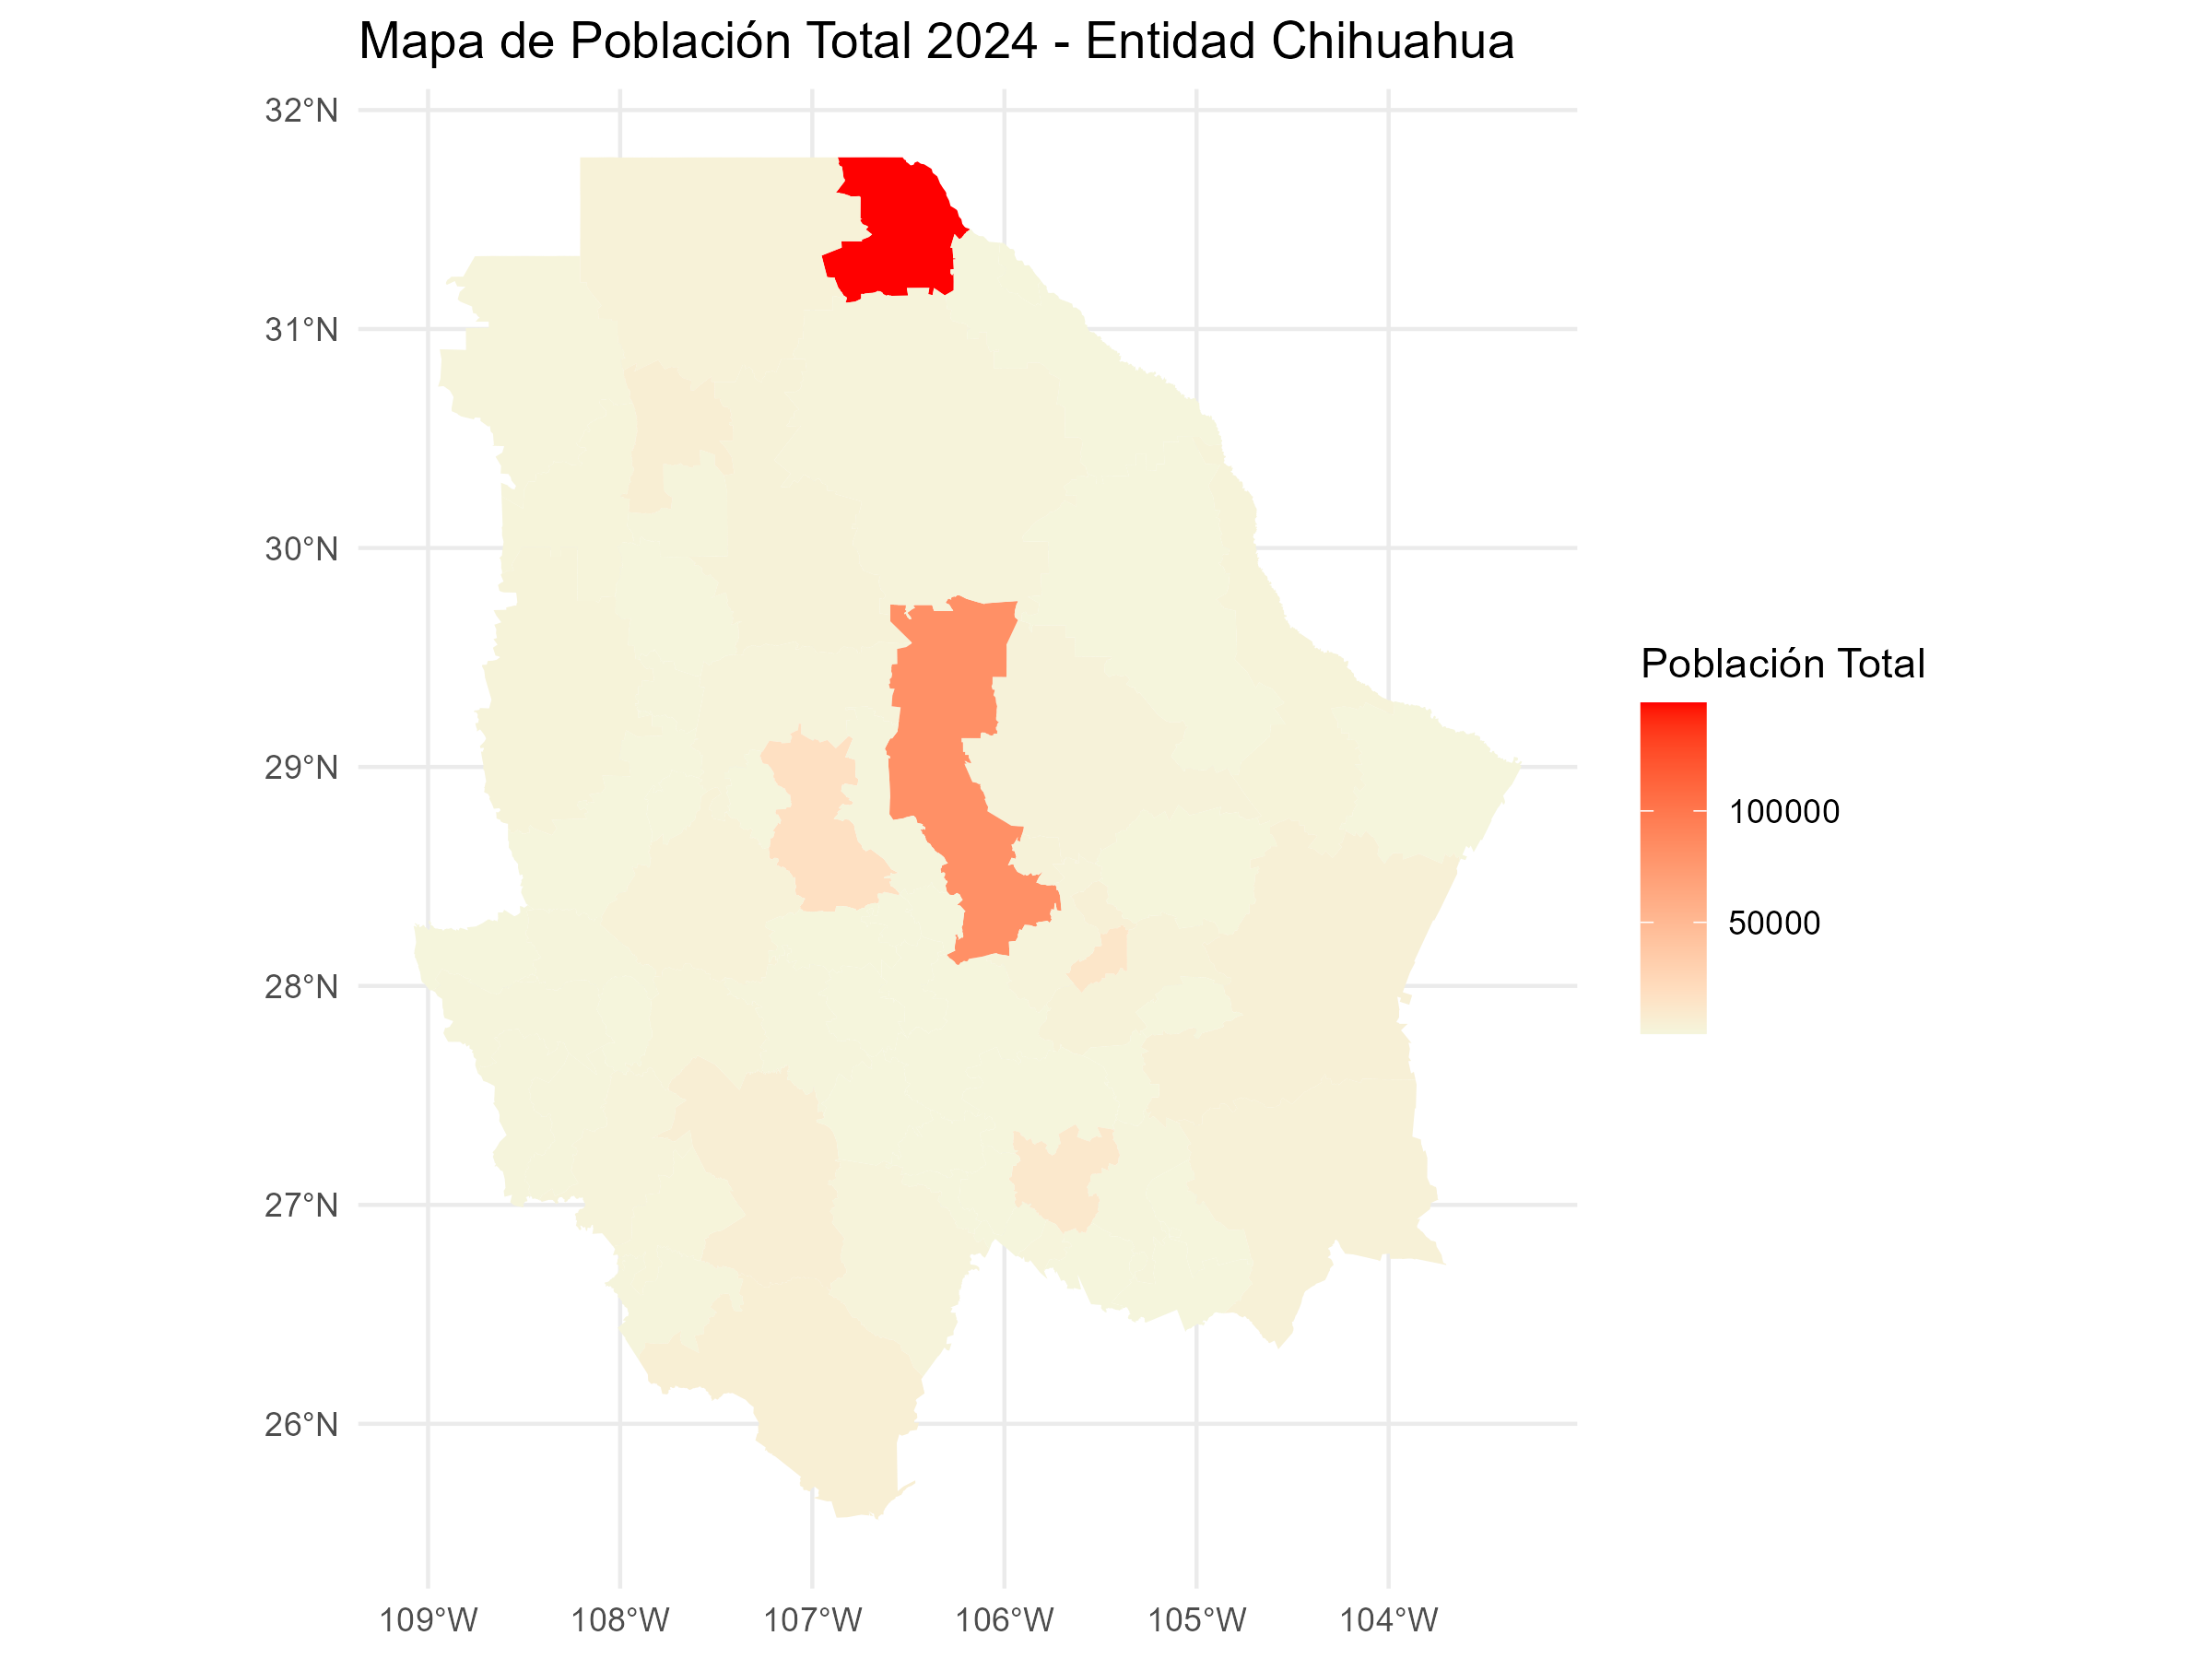 Mapa de Población Total 2024 - Entidad Chihuahua
32°N
31°N
30°N
29°N
28°N
27°N
26°N
109°W
108°W
107°W
106°W
105°W
104°W
Población Total
100000
50000